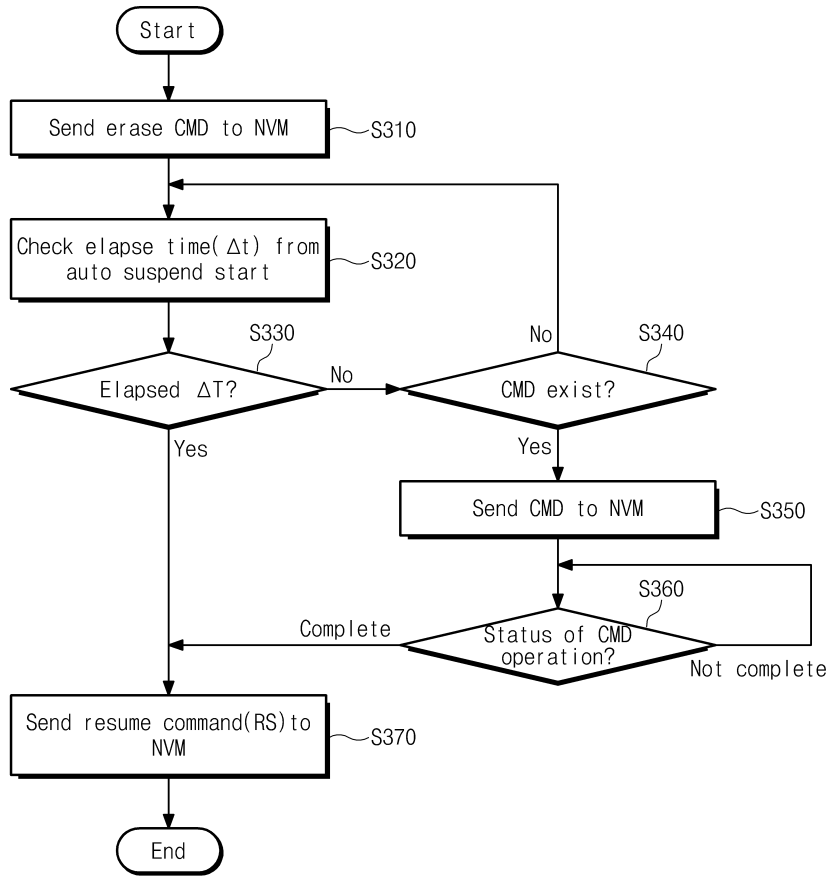 Start
Send erase CMD to NVM
S310
Check elapse time(Δt) from
auto suspend start
S320
S330
Elapsed ΔT?
No
Yes
S340
No
CMD exist?
Yes
Send CMD to NVM
S350
S360
Status of CMD
operation?
Complete
Not complete
Send resume command(RS)to
NVM
S370
End